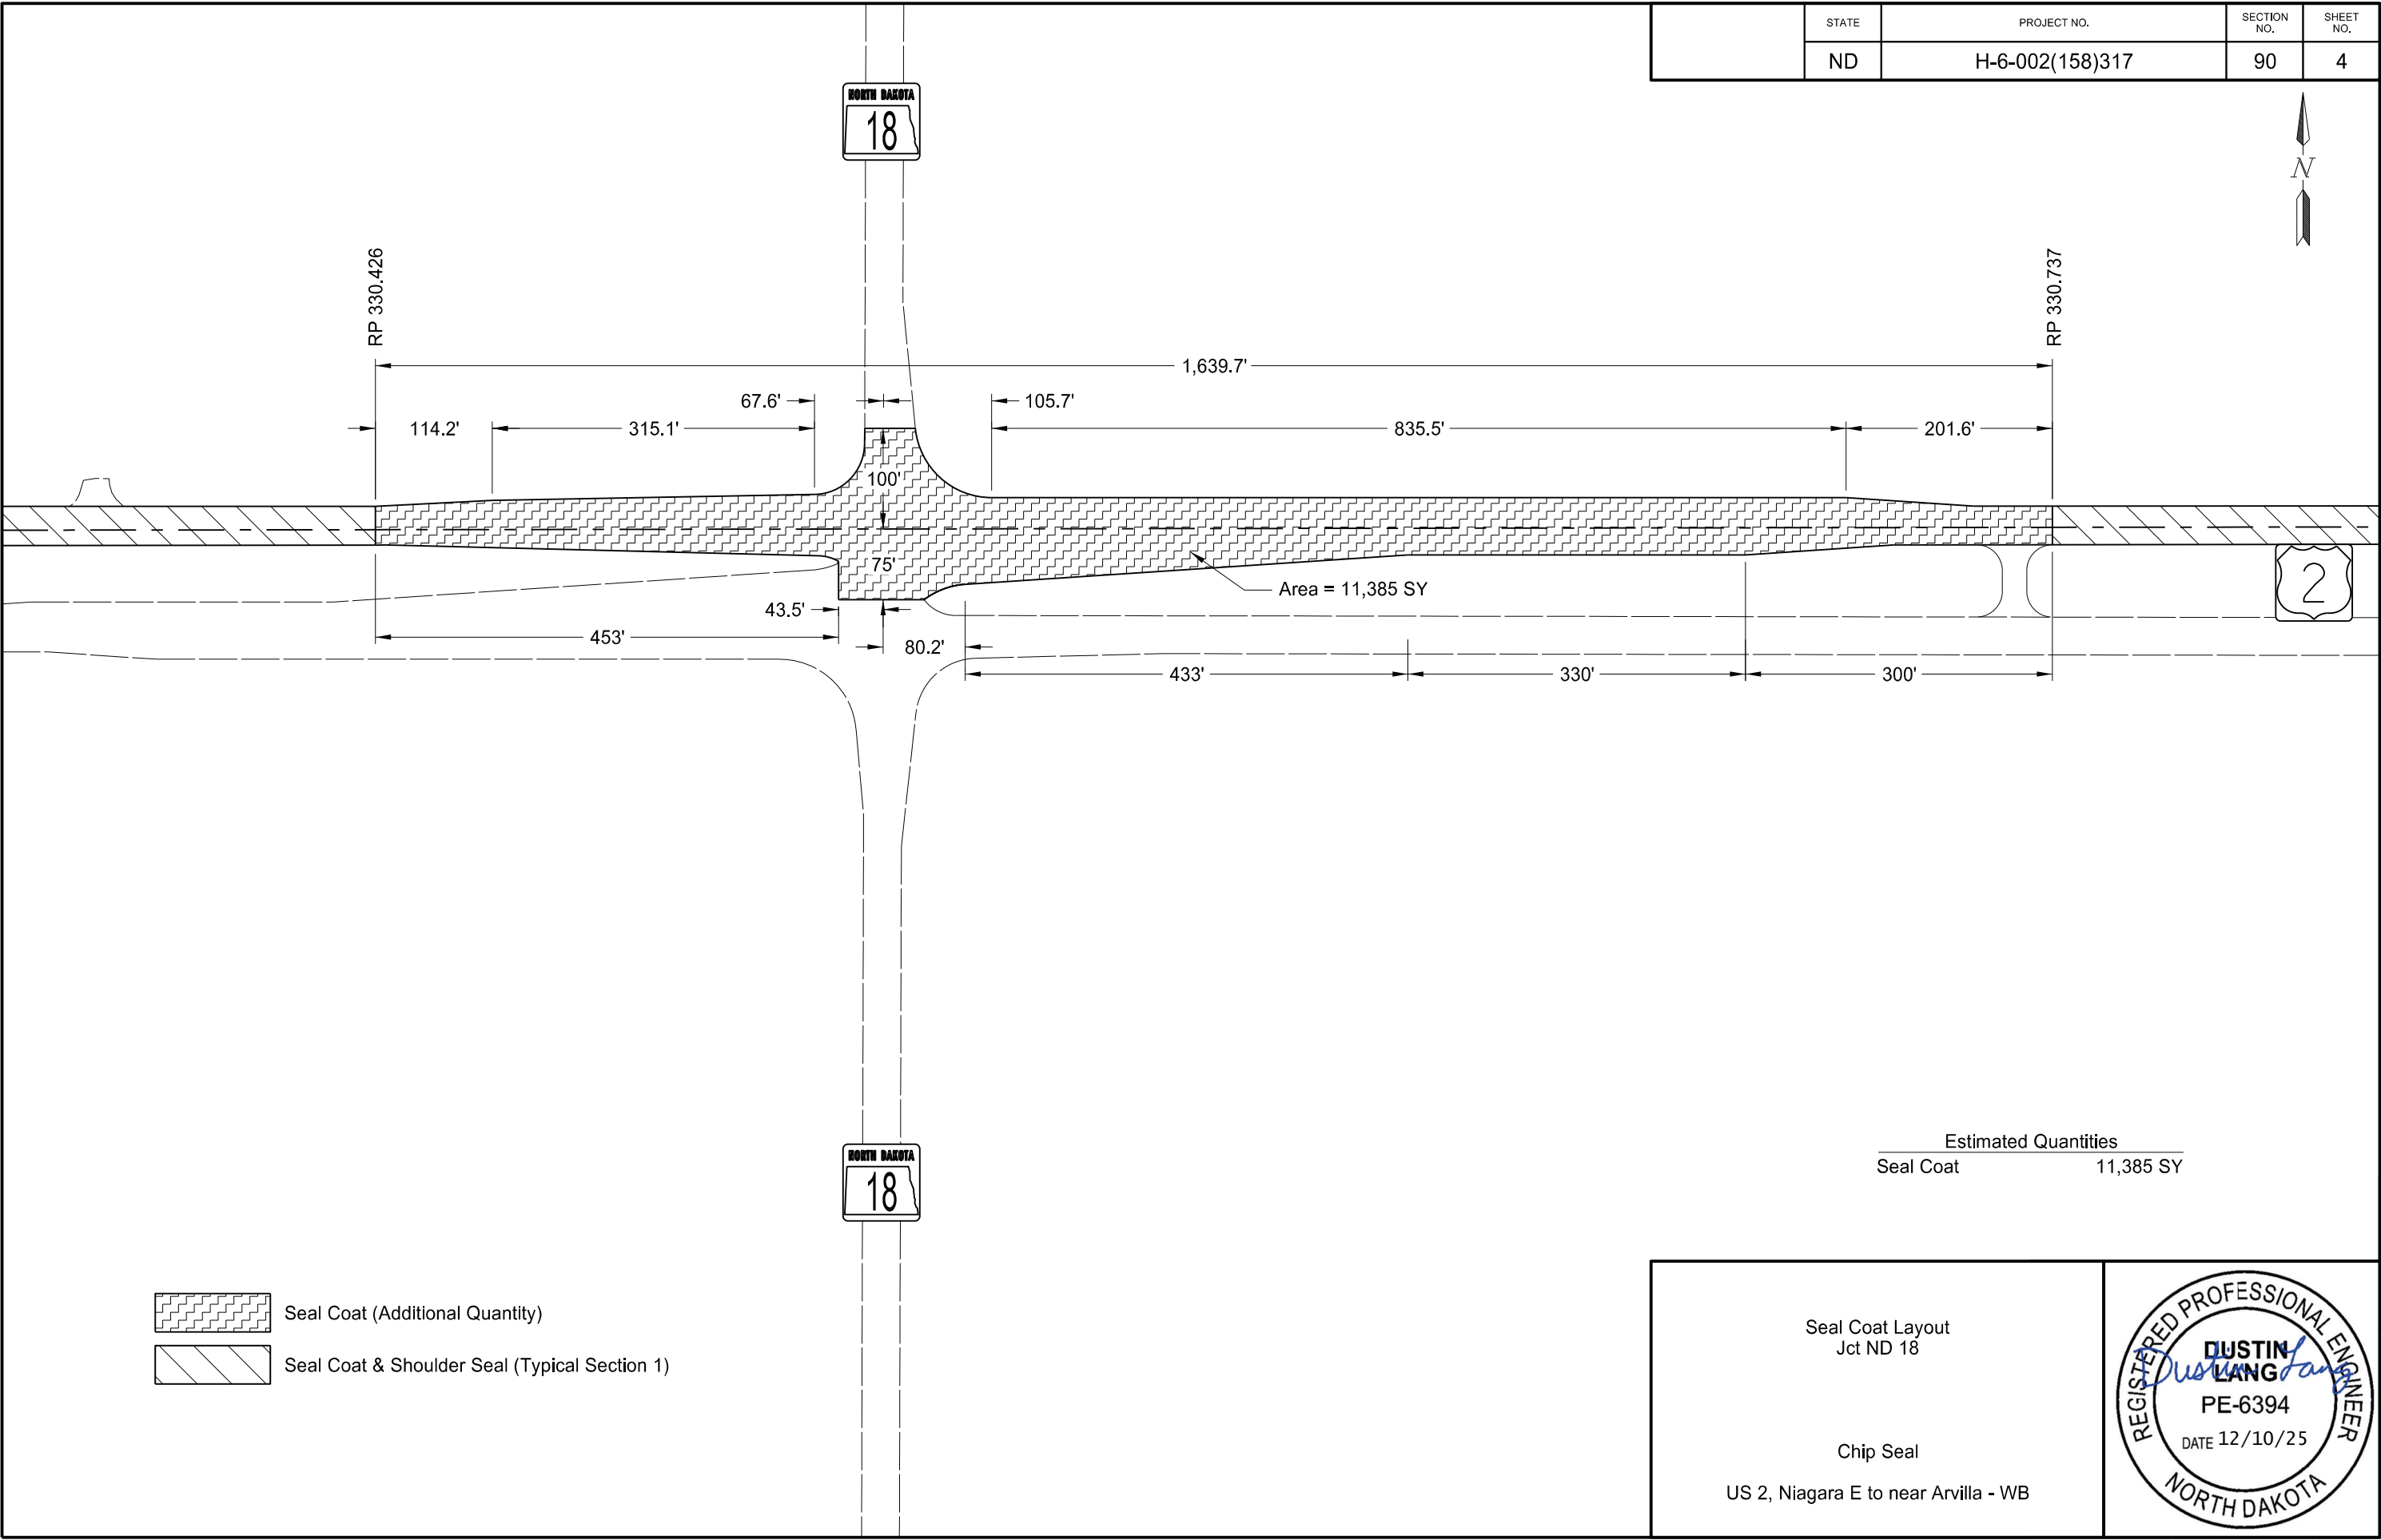 STATE
PROJECT NO.
SECTION NO.
SHEET NO.
ND
H-6-002(158)317
90
4
NORTH DAKOTA
18
N
RP 330.426
RP 330.737
1,639.7'
67.6'
105.7'
114.2'
315.1'
835.5'
201.6'
100'
75'
Area = 11,385 SY
2
43.5'
453'
80.2'
433'
330'
300'
NORTH DAKOTA
18
Estimated Quantities
Seal Coat 11,385 SY
Seal Coat (Additional Quantity)
Seal Coat & Shoulder Seal (Typical Section 1)
Seal Coat Layout
Jct ND 18
Chip Seal
US 2, Niagara E to near Arvilla - WB
REGISTERED PROFESSIONAL ENGINEER
DUSTIN
LANG
Dustin Lang
PE-6394
DATE 12/10/25
NORTH DAKOTA